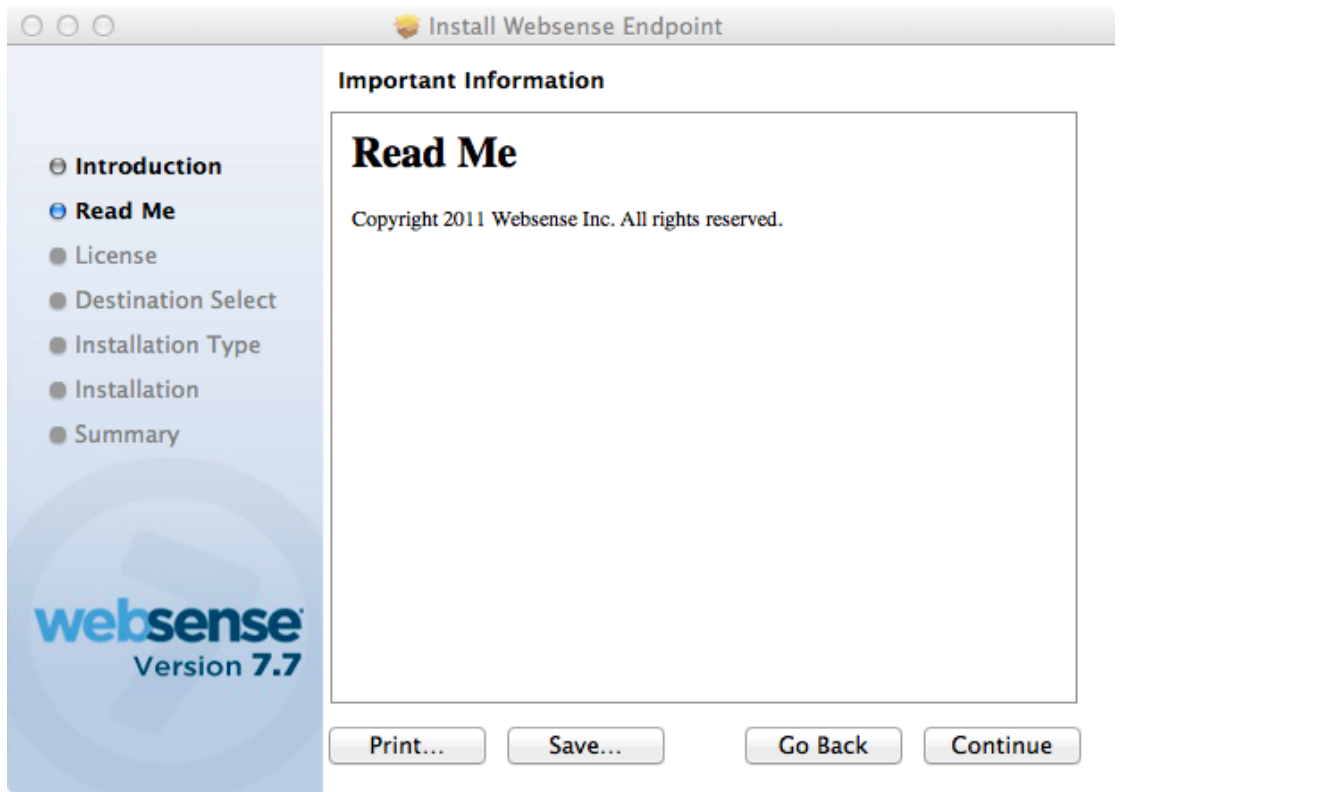 Install Websense Endpoint
Important Information
Introduction
Read Me
License
Destination Select
Installation Type
Installation
Summary
websense
Version 7.7
Read Me
Copyright 2011 Websense Inc. All rights reserved.
Print...
Save...
Go Back
Continue